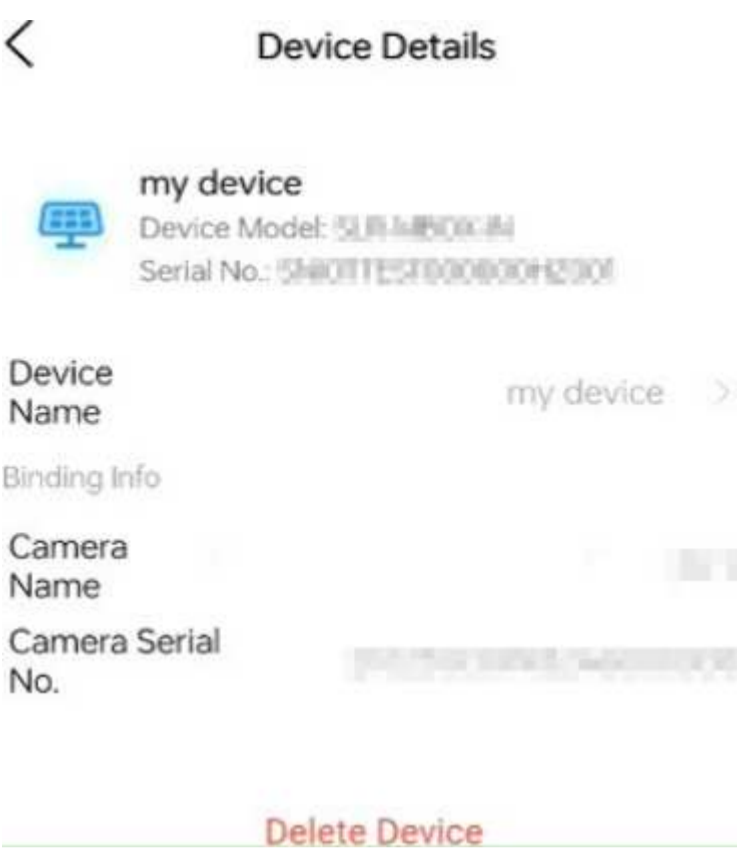 Device Details
my device
Device Model:
Serial No.:
Device
Name
my device
Binding Info
Camera
Name
Camera Serial
No.
Delete Device